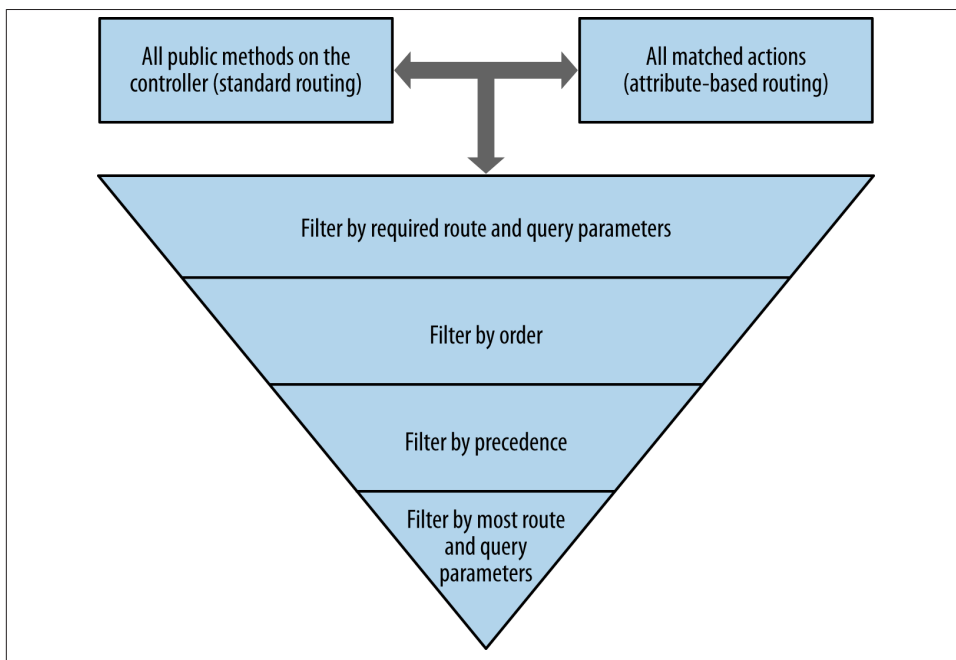 All public methods on the
controller (standard routing)
All matched actions
(attribute-based routing)
Filter by required route and query parameters
Filter by order
Filter by precedence
Filter by most route
and query
parameters